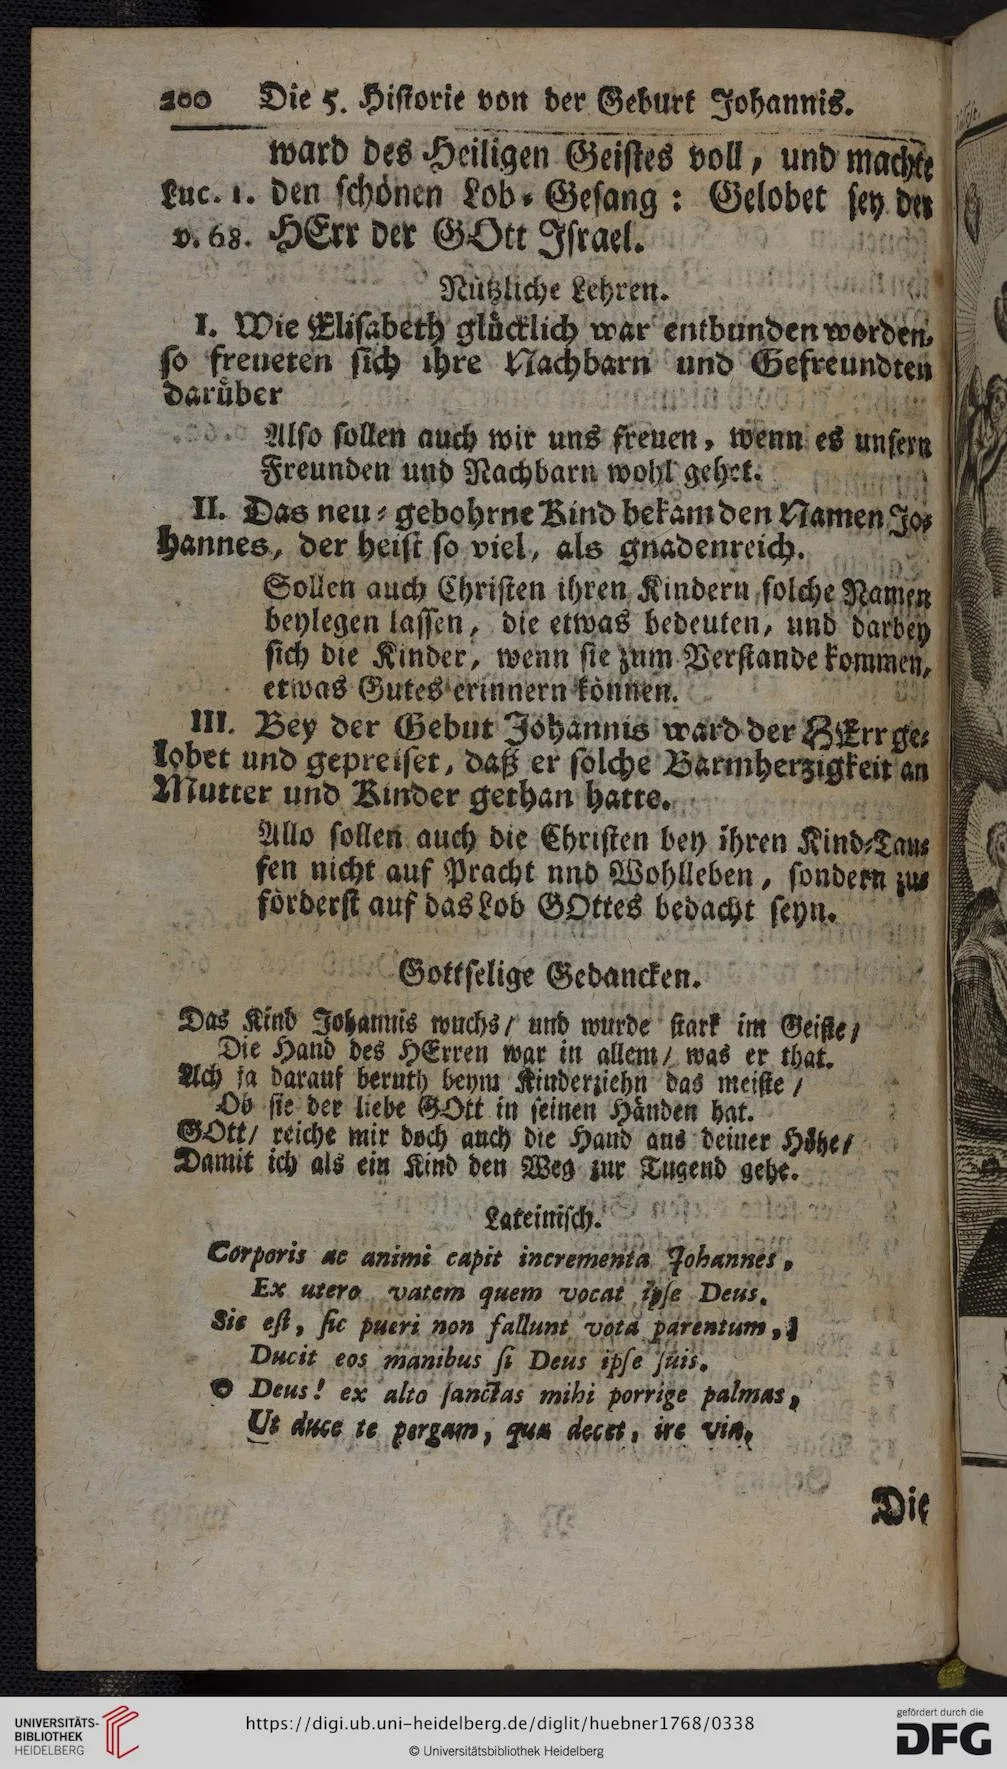 200 Die 5. Historie von der Geburt Johannis.
ward des Heiligen Geistes voll, und machte
Luc. 1. den schönen Lob-Gesang: Gelobet sey der
v. 68. HErr der GOtt Israel.
Nützliche Lehren.
I. Wie Elisabeth glücklich war entbunden worden,
so freueten sich ihre Nachbarn und Gefreundten
darüber
Also sollen auch wir uns freuen, wenn es unsern
Freunden und Nachbarn wohl gehet.
II. Das neu-gebohrne Kind bekam den Namen Jo-
hannes, der heist so viel, als gnadenreich.
Sollen auch Christen ihren Kindern solche Namen
beylegen lassen, die etwas bedeuten, und darbey
sich die Kinder, wenn sie zum Verstande kommen,
etwas Gutes erinnern können.
III. Bey der Gebut Johannis ward der HErr ge-
lobet und gepreiset, daß er solche Barmherzigkeit an
Mutter und Kinder gethan hatte.
Also sollen auch die Christen bey ihren Kind-Tau-
fen nicht auf Pracht nnd Wohlleben, sondern zu-
förderst auf das Lob GOttes bedacht seyn.
Gottselige Gedancken.
Das Kind Johannis wuchs/ und wurde stark im Geiste/
Die Hand des HErren war in allem/ was er that.
Ach ja darauf beruth beym Kinderziehn das meiste/
Ob sie der liebe GOtt in seinen Händen hat.
GOtt/ reiche mir doch auch die Hand aus deiner Höhe/
Damit ich als ein Kind den Weg zur Tugend gehe.
Lateinisch.
Corporis ac animi capit incrementa Johannes,
Ex utero vatem quem vocat ipse Deus.
Sic est, sic pueri non fallunt vota parentum,
Ducit eos manibus si Deus ipse suis.
O Deus! ex alto sanctas mihi porrige palmas,
Ut duce te pergam, qua decet, ire via.
Die
UNIVERSITÄTS-
BIBLIOTHEK
HEIDELBERG
https://digi.ub.uni-heidelberg.de/diglit/huebner1768/0338
© Universitätsbibliothek Heidelberg
gefördert durch die
DFG